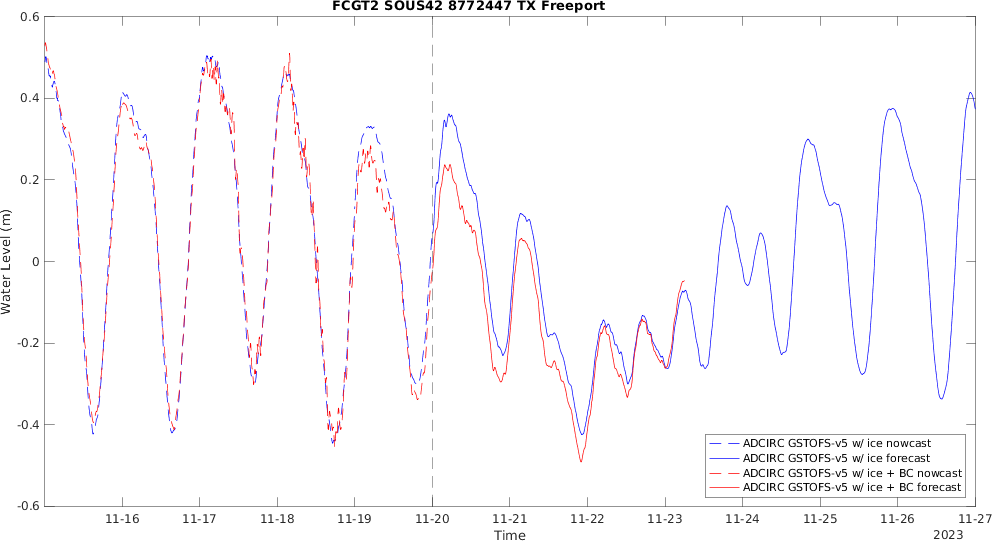 FCGT2 SOUS42 8772447 TX Freeport
0.6
0.4
0.2
0
-0.2
-0.4
-0.6
Water Level (m)
11-16
11-17
11-18
11-19
11-20
11-21
11-22
11-23
11-24
11-25
11-26
11-27
Time
2023
ADCIRC GSTOFS-v5 w/ ice nowcast
ADCIRC GSTOFS-v5 w/ ice forecast
ADCIRC GSTOFS-v5 w/ ice + BC nowcast
ADCIRC GSTOFS-v5 w/ ice + BC forecast